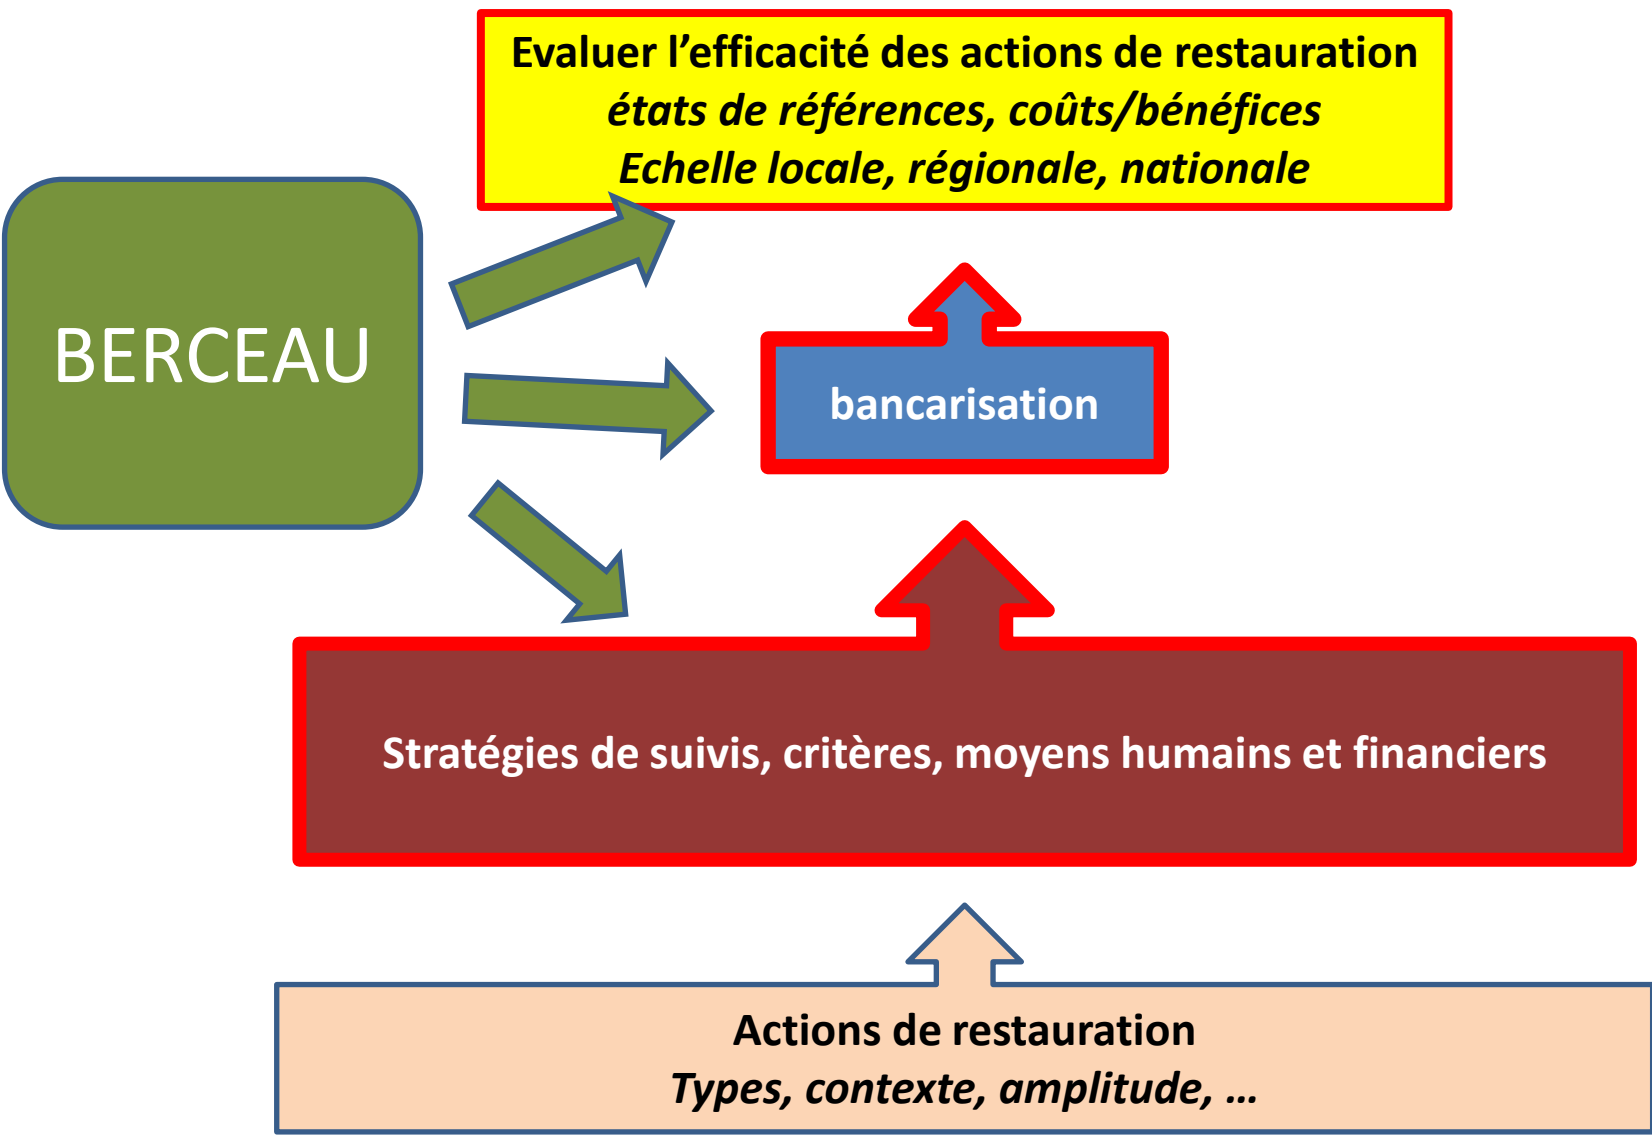 Evaluer l’efficacité des actions de restauration
états de références, coûts/bénéfices
Echelle locale, régionale, nationale
BERCEAU
bancarisation
Stratégies de suivis, critères, moyens humains et financiers
Actions de restauration
Types, contexte, amplitude, …